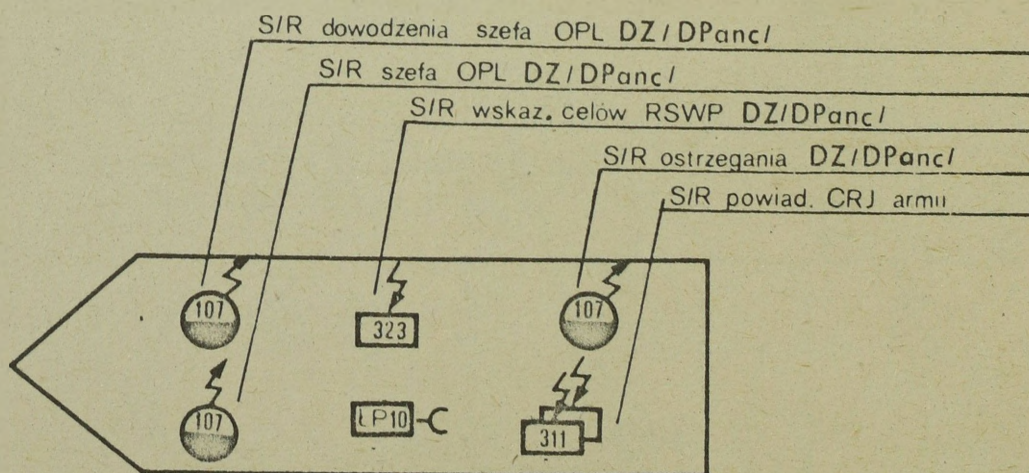 S/R dowodzenia szefa OPL DZ/DPanc/
S/R szefa OPL DZ/DPanc/
S/R wskaz. celów RSWP DZ/DPanc/
S/R ostrzegania DZ/DPanc/
S/R powiad. CRJ armii
107
323
107
107
ŁP10
311